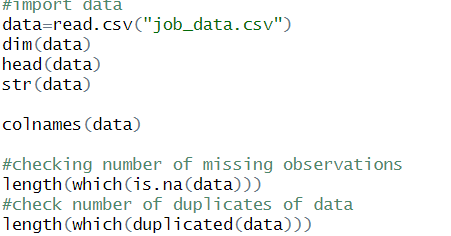 #import data
data=read.csv("job_data.csv")
dim(data)
head(data)
str(data)
colnames(data)
#checking number of missing observations
length(which(is.na(data)))
#check number of duplicates of data
length(which(duplicated(data)))